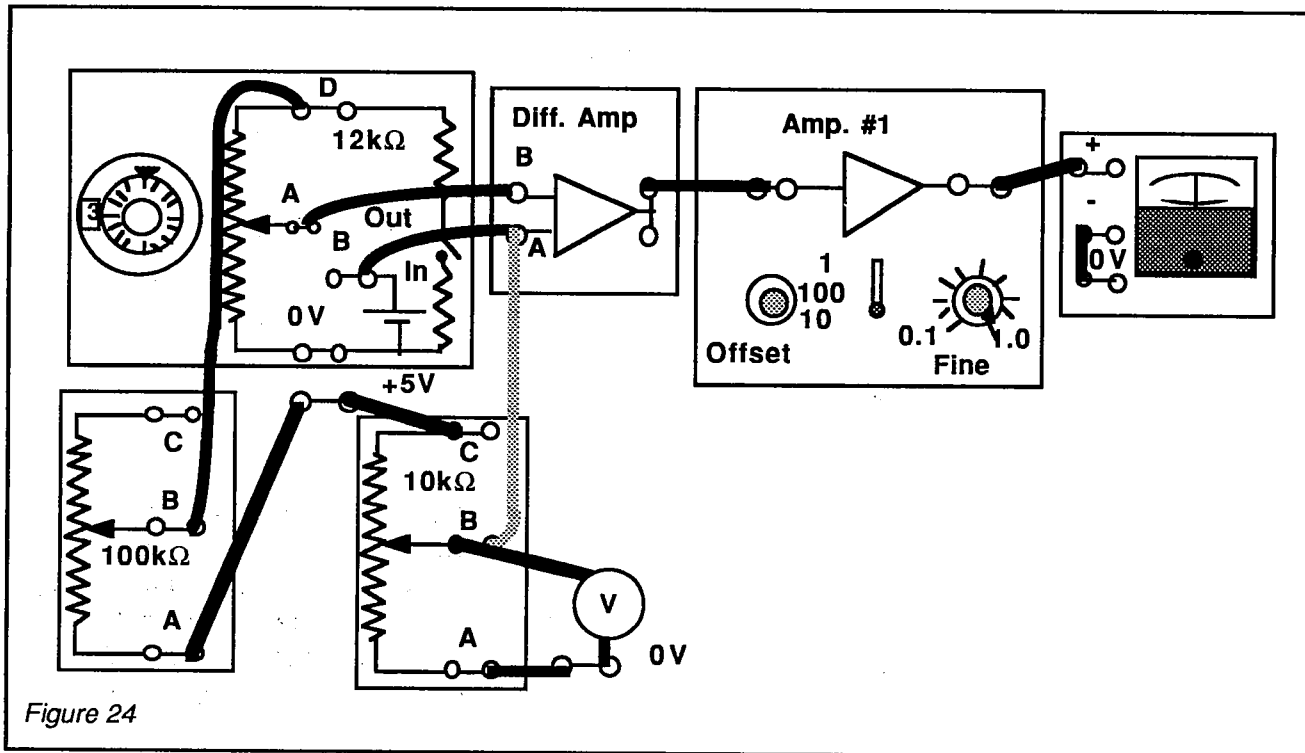 D
12kΩ
3
A
Out
B
In
0V
Diff. Amp
B
A
Amp. #1
1
100
10
Offset
0.1
1.0
Fine
+
-
0V
+5V
C
B
100kΩ
A
C
10kΩ
B
A
V
0V
Figure 24